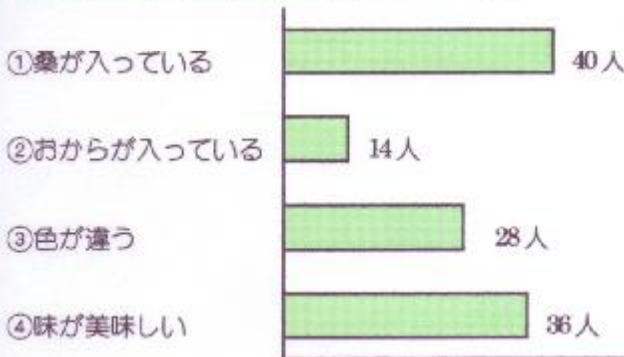 ①桑が入っている 40人
②おからが入っている 14人
③色が違う 28人
④味が美味しい 36人